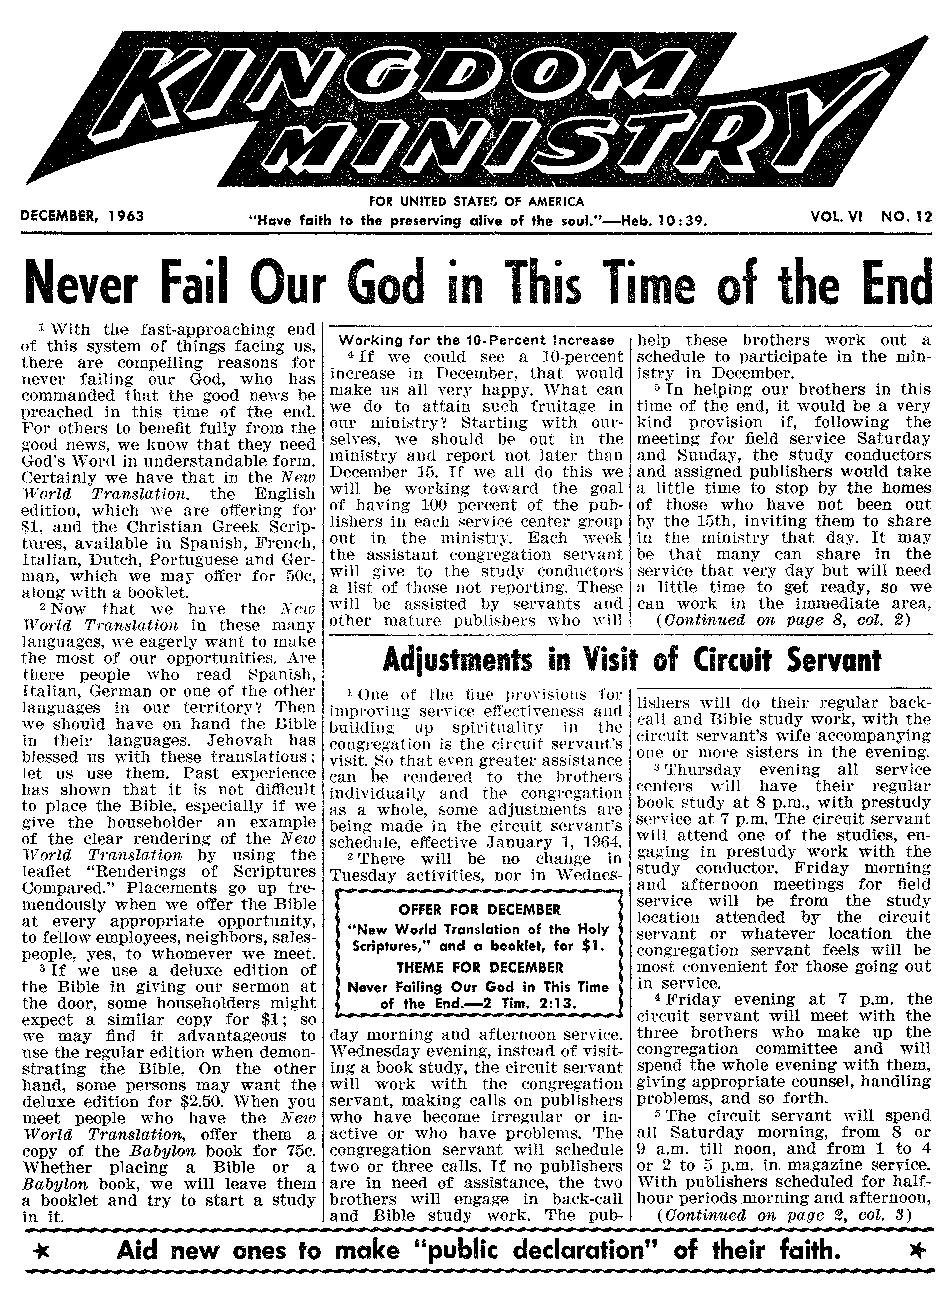 KINGDOM
MINISTRY
FOR UNITED STATES OF AMERICA
DECEMBER, 1963
"Have faith to the preserving alive of the soul."—Heb. 10:39.
VOL. VI NO. 12
Never Fail Our God in This Time of the End
1 With the fast-approaching end
of this system of things facing us,
there are compelling reasons for
never failing our God, who has
commanded that the good news be
preached in this time of the end.
For others to benefit fully from the
good news, we know that they need
God's Word in understandable form.
Certainly we have that in the New
World Translation, the English
edition, which we are offering for
$1, and the Christian Greek Scrip-
tures, available in Spanish, French,
Italian, Dutch, Portuguese and Ger-
man, which we may offer for 50c,
along with a booklet.
2 Now that we have the New
World Translation in these many
languages, we eagerly want to make
the most of our opportunities. Are
there people who read Spanish,
Italian, German or one of the other
languages in our territory? Then
we should have on hand the Bible
in their languages. Jehovah has
blessed us with these translations;
let us use them. Past experience
has shown that it is not difficult
to place the Bible, especially if we
give the householder an example
of the clear rendering of the New
World Translation by using the
leaflet "Renderings of Scriptures
Compared." Placements go up tre-
mendously when we offer the Bible
at every appropriate opportunity,
to fellow employees, neighbors, sales-
people, yes, to whomever we meet.
3 If we use a deluxe edition of
the Bible in giving our sermon at
the door, some householders might
expect a similar copy for $1; so
we may find it advantageous to
use the regular edition when demon-
strating the Bible. On the other
hand, some persons may want the
deluxe edition for $2.50. When you
meet people who have the New
World Translation, offer them a
copy of the Babylon book for 75c.
Whether placing a Bible or a
Babylon book, we will leave them
a booklet and try to start a study
in it.
Working for the 10-Percent Increase
4 If we could see a 10-percent
increase in December, that would
make us all very happy. What can
we do to attain such fruitage in
our ministry? Starting with our-
selves, we should be out in the
ministry and report not later than
December 15. If we all do this we
will be working toward the goal
of having 100 percent of the pub-
lishers in each service center group
out in the ministry. Each week
the assistant congregation servant
will give to the study conductors
a list of those not reporting. These
will be assisted by servants and
other mature publishers who will
help these brothers work out a
schedule to participate in the min-
istry in December.
5 In helping our brothers in this
time of the end, it would be a very
kind provision if, following the
meeting for field service Saturday
and Sunday, the study conductors
and assigned publishers would take
a little time to stop by the homes
of those who have not been out
by the 15th, inviting them to share
in the ministry that day. It may
be that many can share in the
service that very day but will need
a little time to get ready, so we
can work in the immediate area,
(Continued on page 8, col. 2)
Adjustments in Visit of Circuit Servant
1 One of the fine provisions for
improving service effectiveness and
building up spirituality in the
congregation is the circuit servant's
visit. So that even greater assistance
can be rendered to the brothers
individually and the congregation
as a whole, some adjustments are
being made in the circuit servant's
schedule, effective January 1, 1964.
2 There will be no change in
Tuesday activities, nor in Wednes-
OFFER FOR DECEMBER
"New World Translation of the Holy
Scriptures," and a booklet, for $1.
THEME FOR DECEMBER
Never Failing Our God in This Time
of the End.—2 Tim. 2:13.
day morning and afternoon service.
Wednesday evening, instead of visit-
ing a book study, the circuit servant
will work with the congregation
servant, making calls on publishers
who have become irregular or in-
active or who have problems. The
congregation servant will schedule
two or three calls. If no publishers
are in need of assistance, the two
brothers will engage in back-call
and Bible study work. The pub-
lishers will do their regular back-
call and Bible study work, with the
circuit servant's wife accompanying
one or more sisters in the evening.
3 Thursday evening all service
centers will have their regular
book study at 8 p.m., with prestudy
service at 7 p.m. The circuit servant
will attend one of the studies, en-
gaging in prestudy work with the
study conductor. Friday morning
and afternoon meetings for field
service will be from the study
location attended by the circuit
servant or whatever location the
congregation servant feels will be
most convenient for those going out
in service.
4 Friday evening at 7 p.m. the
circuit servant will meet with the
three brothers who make up the
congregation committee and will
spend the whole evening with them,
giving appropriate counsel, handling
problems, and so forth.
5 The circuit servant will spend
all Saturday morning, from 8 or
9 a.m. till noon, and from 1 to 4
or 2 to 5 p.m. in magazine service.
With publishers scheduled for half-
hour periods morning and afternoon,
(Continued on page 2, col. 3)
★ Aid new ones to make "public declaration" of their faith. ★